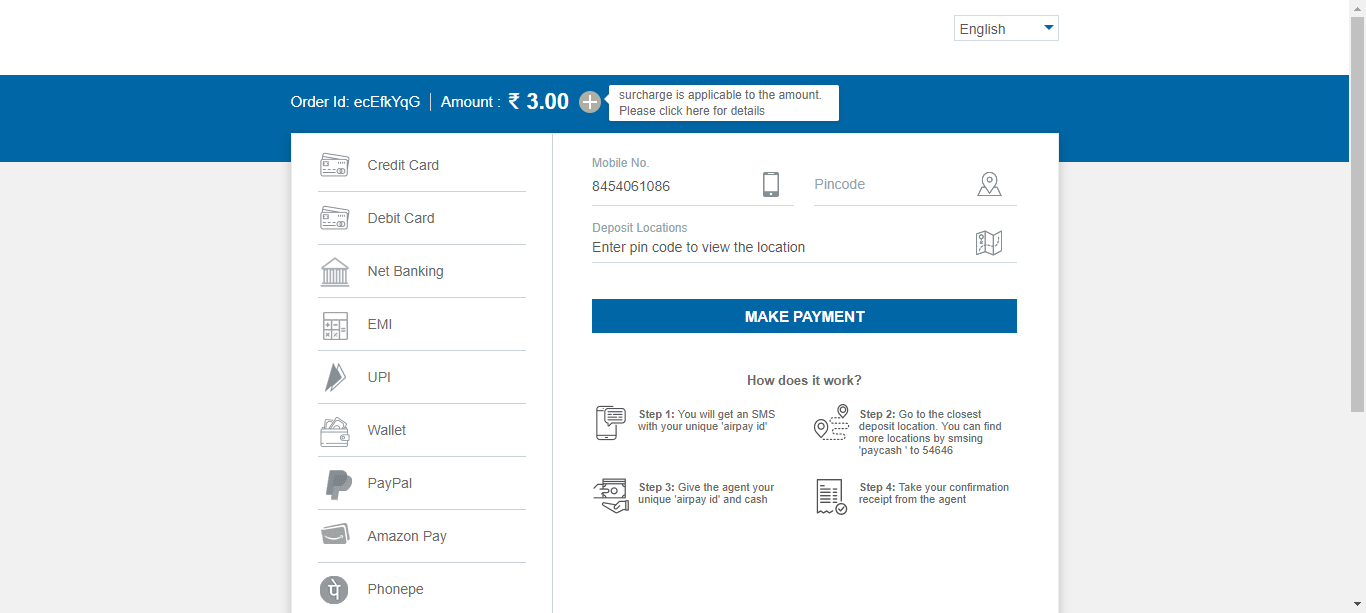 English
Order Id: ecEfkYqG
Amount : ₹ 3.00
surcharge is applicable to the amount.
Please click here for details
Credit Card
Debit Card
Net Banking
EMI
UPI
Wallet
PayPal
Amazon Pay
Phonepe
Mobile No.
8454061086
Pincode
Deposit Locations
Enter pin code to view the location
MAKE PAYMENT
How does it work?
Step 1: You will get an SMS
with your unique 'airpay id'
Step 2: Go to the closest
deposit location. You can find
more locations by smsing
'paycash ' to 54646
Step 3: Give the agent your
unique 'airpay id' and cash
Step 4: Take your confirmation
receipt from the agent